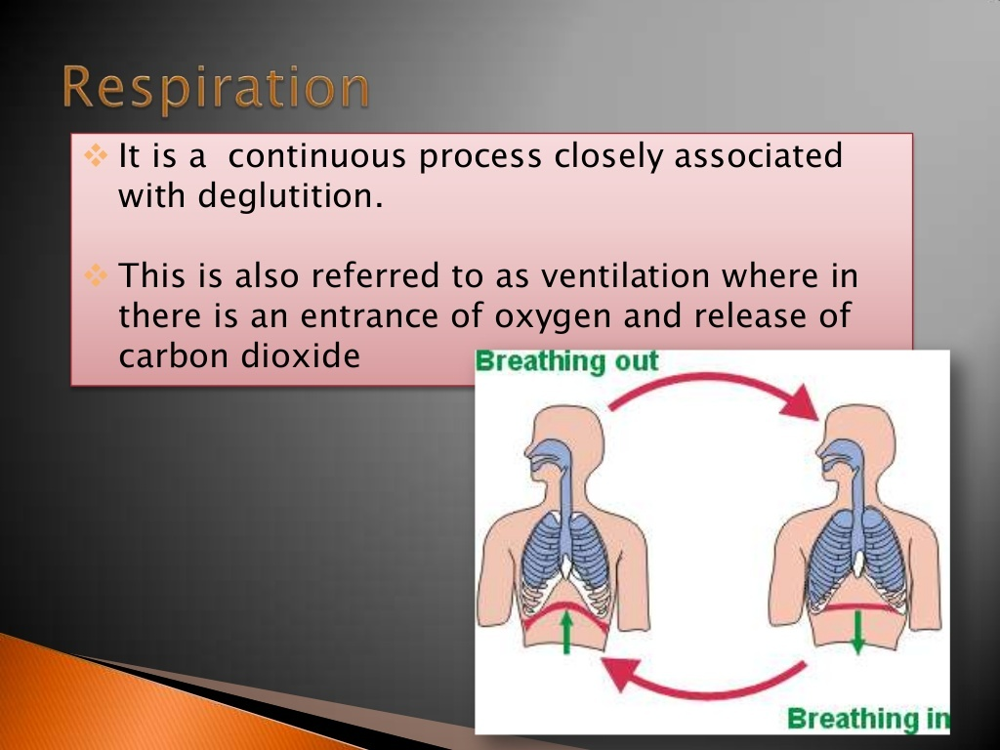 Respiration
It is a  continuous process closely associated
with deglutition.
This is also referred to as ventilation where in
there is an entrance of oxygen and release of
carbon dioxide
Breathing out
Breathing in